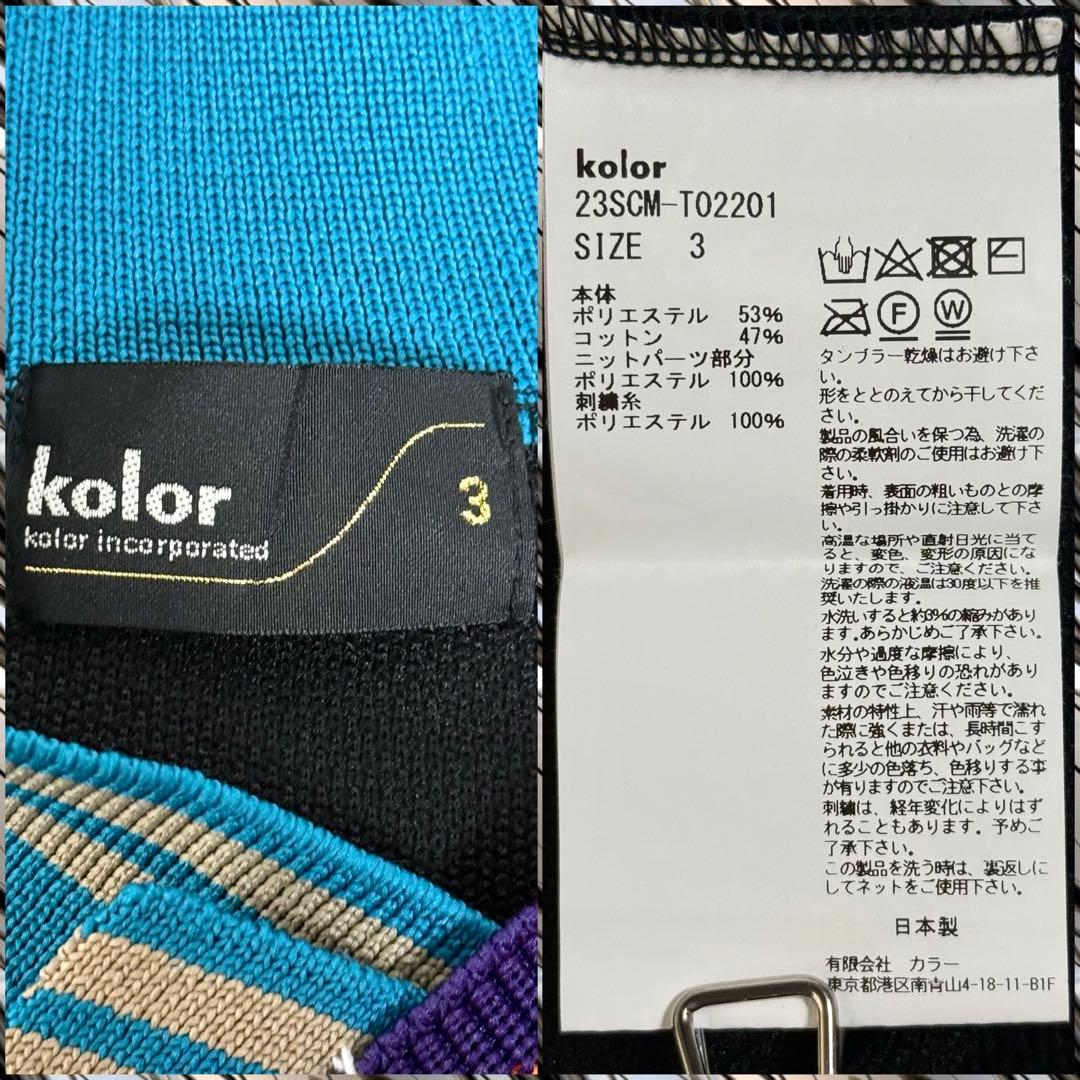 kolor
kolor incorporated
3
kolor
23SCM-T02201
SIZE 3
本体
ポリエステル 53%
コットン 47%
ニットパーツ部分
ポリエステル 100%
刺繍糸
ポリエステル 100%
F
W
タンブラー乾燥はお避け下さ
い。
形をととのえてから干してくだ
さい。
製品の風合いを保つ為、洗濯の
際の柔軟剤のご使用はお避け下
さい。
着用時、表面の粗いものとの摩
擦や引っ掛かりに注意して下さ
い。
高温な場所や直射日光に当て
ると、変色、変形の原因にな
りますので、ご注意ください。
洗濯の際の液温は30度以下を推
奨いたします。
水洗いすると約3%の縮みがあり
ます。あらかじめご了承下さい。
水分や過度な摩擦により、
色泣きや色移りの恐れがあり
ますのでご注意ください。
素材の特性上、汗や雨等で濡れ
た際に強くまたは、長時間こす
られると他の衣料やバッグなど
に多少の色落ち、色移りする事
が有りますのでご注意下さい。
刺繍は、経年変化によりはず
れることもあります。予めご
了承下さい。
この製品を洗う時は、裏返しに
してネットをご使用下さい。
日本製
有限会社 カラー
東京都港区南青山4-18-11-B1F